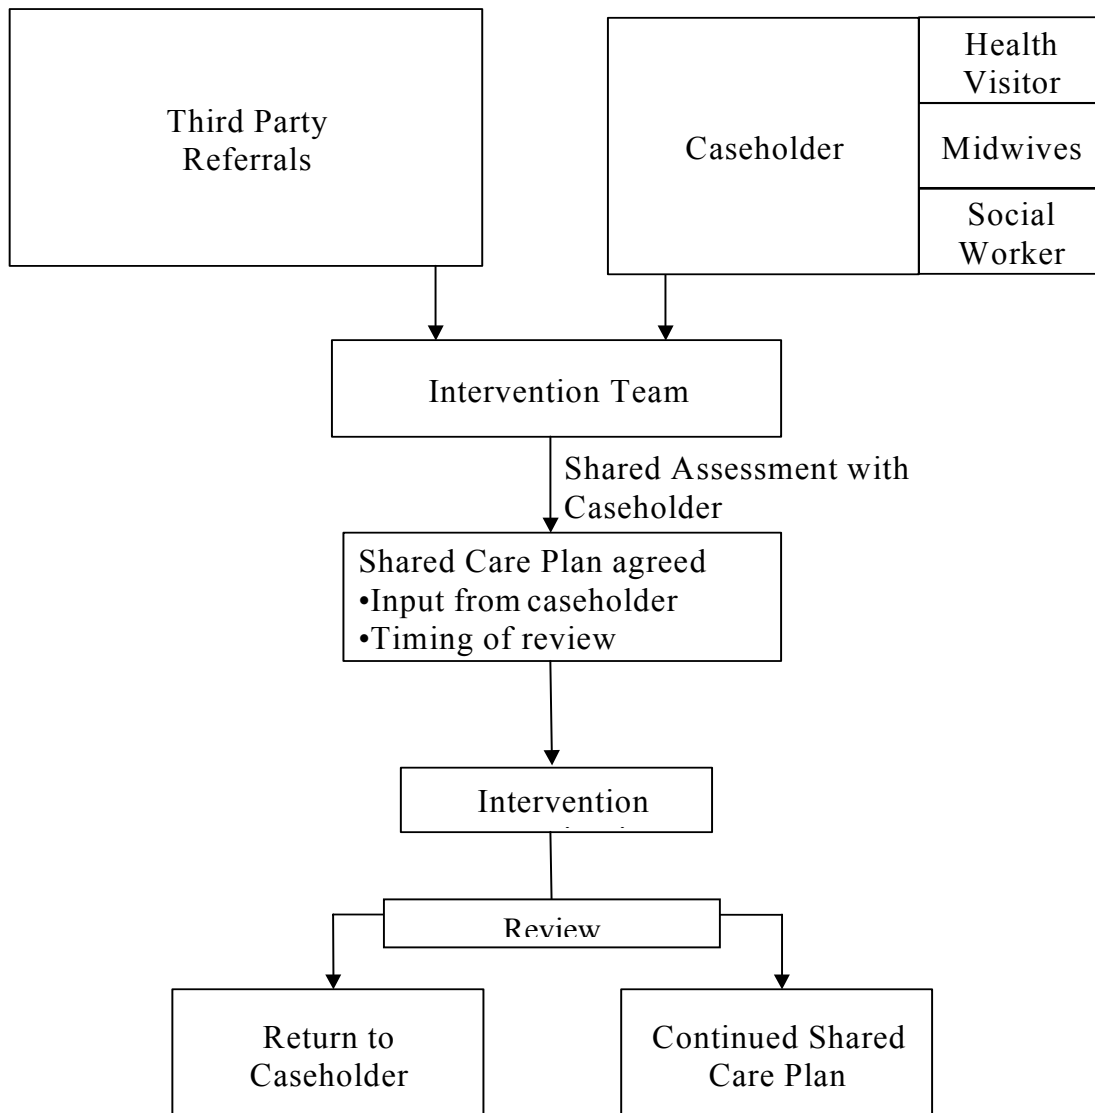 Third Party
Referrals
Caseholder
Health
Visitor
Midwives
Social
Worker
Intervention Team
Shared Assessment with
Caseholder
Shared Care Plan agreed
•Input from caseholder
•Timing of review
Intervention
Review
Return to
Caseholder
Continued Shared
Care Plan